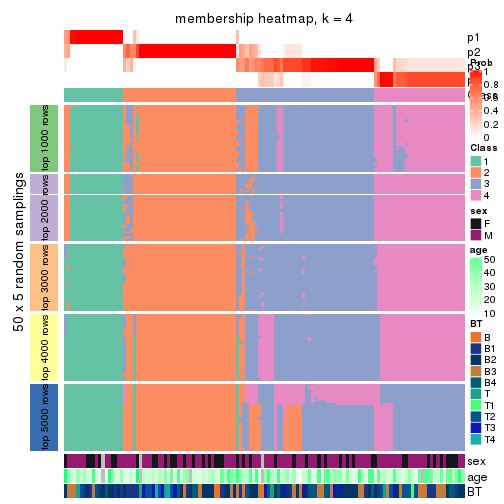 membership heatmap, k = 4
p1
p2
p3
Prob
1
0.8
0.6
0.4
0.2
0
Class
1
2
3
4
sex
F
M
age
50
40
30
20
10
BT
B
B1
B2
B3
B4
T
T1
T2
T3
T4
50 x 5 random samplings
top 1000 rows
top 2000 rows
top 3000 rows
top 4000 rows
top 5000 rows
sex
age
BT